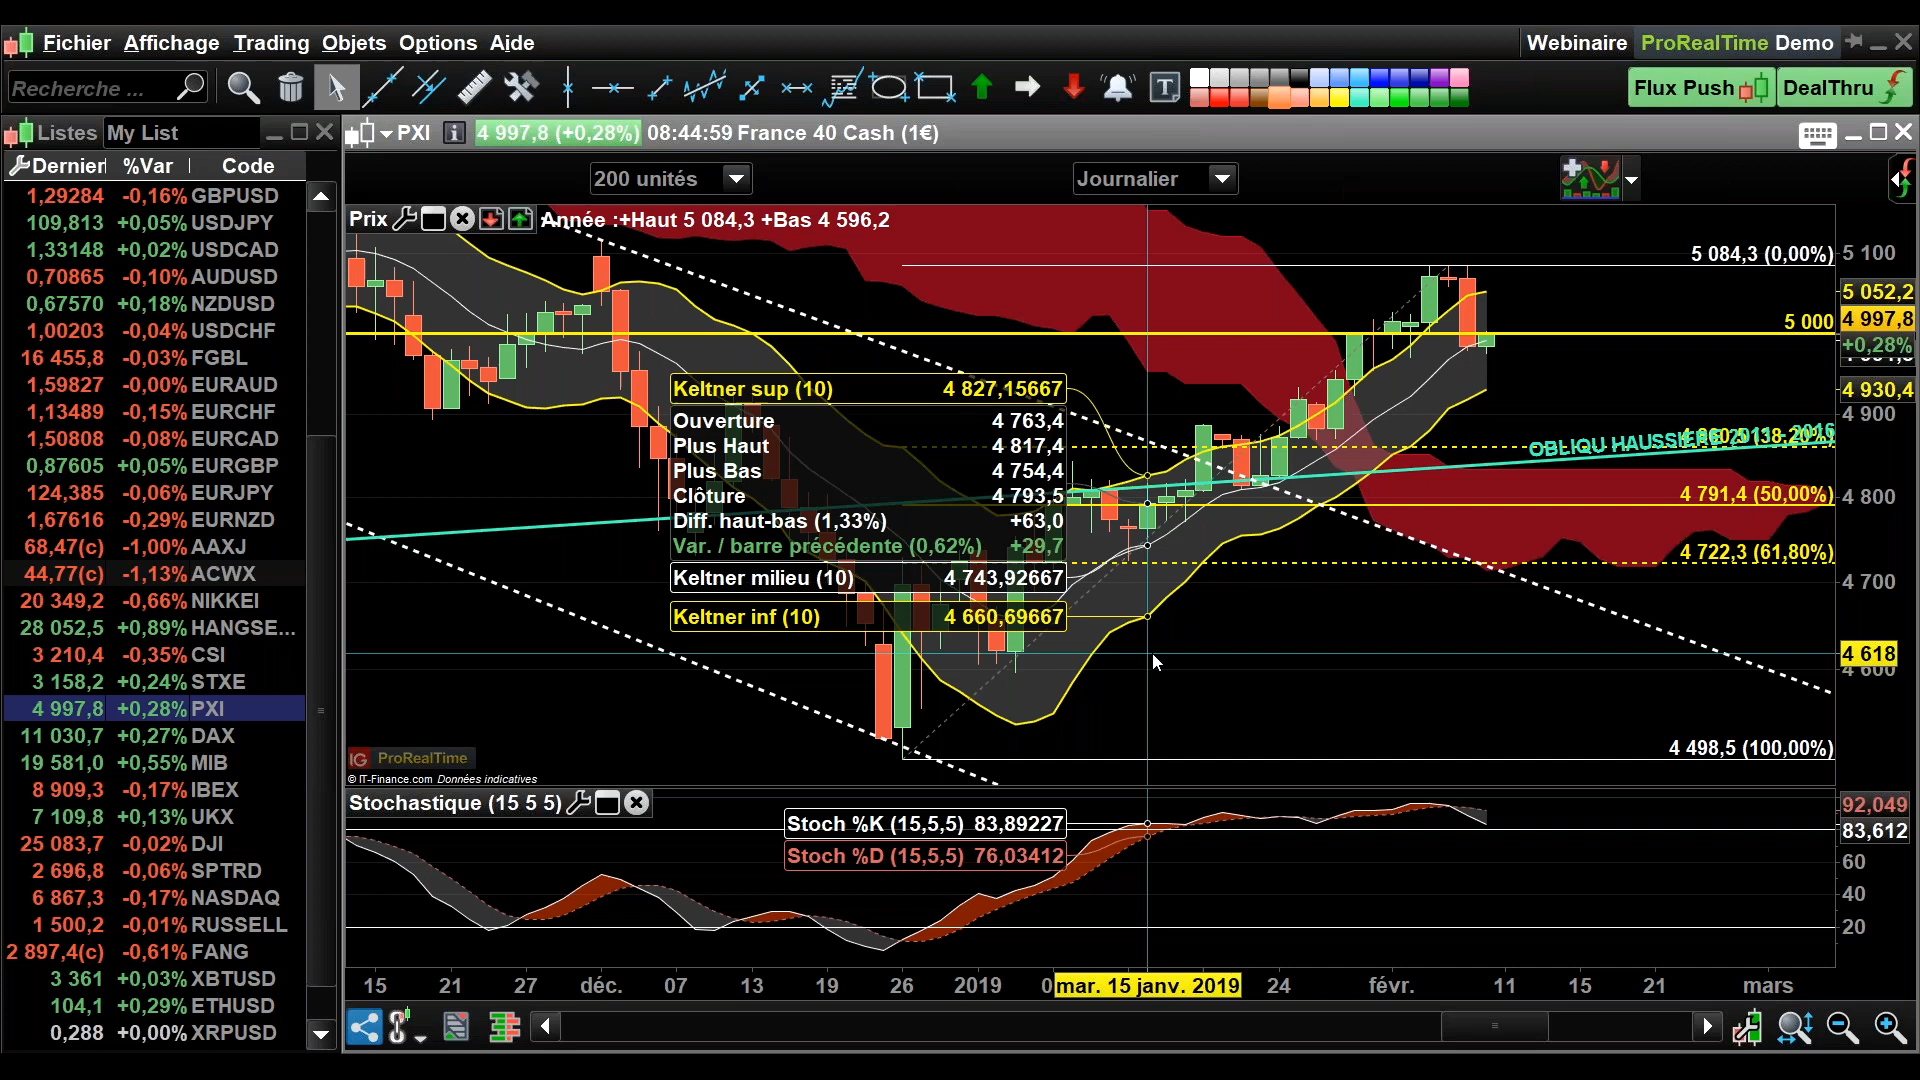 Fichier Affichage Trading Objets Options Aide
Webinaire ProRealTime Demo
Recherche ...
T
Flux Push
DealThru
Listes My List
PXI i 4 997,8 (+0,28%) 08:44:59 France 40 Cash (1€)
Dernier %Var Code
200 unités
Journalier
1,29284 -0,16% GBPUSD
109,813 +0,05% USDJPY
1,33148 +0,02% USDCAD
0,70865 -0,10% AUDUSD
0,67570 +0,18% NZDUSD
1,00203 -0,04% USDCHF
16 455,8 -0,03% FGBL
1,59827 -0,00% EURAUD
1,13489 -0,15% EURCHF
1,50808 -0,08% EURCAD
0,87605 +0,05% EURGBP
124,385 -0,06% EURJPY
1,67616 -0,29% EURNZD
68,47(c) -1,00% AAXJ
44,77(c) -1,13% ACWX
20 349,2 -0,66% NIKKEI
28 052,5 +0,89% HANGSE...
3 210,4 -0,35% CSI
3 158,2 +0,24% STXE
4 997,8 +0,28% PXI
11 030,7 +0,27% DAX
19 581,0 +0,55% MIB
8 909,3 -0,17% IBEX
7 109,8 +0,13% UKX
25 083,7 -0,02% DJI
2 696,8 -0,06% SPTRD
6 867,3 -0,17% NASDAQ
1 500,2 -0,01% RUSSELL
2 897,4(c) -0,61% FANG
3 361 +0,03% XBTUSD
104,1 +0,29% ETHUSD
0,288 +0,00% XRPUSD
Prix Année :+Haut 5 084,3 +Bas 4 596,2
5 084,3 (0,00%)
5 100
5 052,2
5 000
4 997,8
+0,28%
4 930,4
4 900
OBLIQU HAUSSIERE 2011 - 2016
4 791,4 (50,00%)
4 800
4 722,3 (61,80%)
4 700
4 618
4 600
4 498,5 (100,00%)
Keltner sup (10) 4 827,15667
Ouverture 4 763,4
Plus Haut 4 817,4
Plus Bas 4 754,4
Clôture 4 793,5
Diff. haut-bas (1,33%) +63,0
Var. / barre précédente (0,62%) +29,7
Keltner milieu (10) 4 743,92667
Keltner inf (10) 4 660,69667
IG ProRealTime
© IT-Finance.com Données indicatives
Stochastique (15 5 5)
Stoch %K (15,5,5) 83,89227
Stoch %D (15,5,5) 76,03412
92,049
83,612
60
40
20
15 21 27 déc. 07 13 19 26 2019 mar. 15 janv. 2019 24 févr. 11 15 21 mars